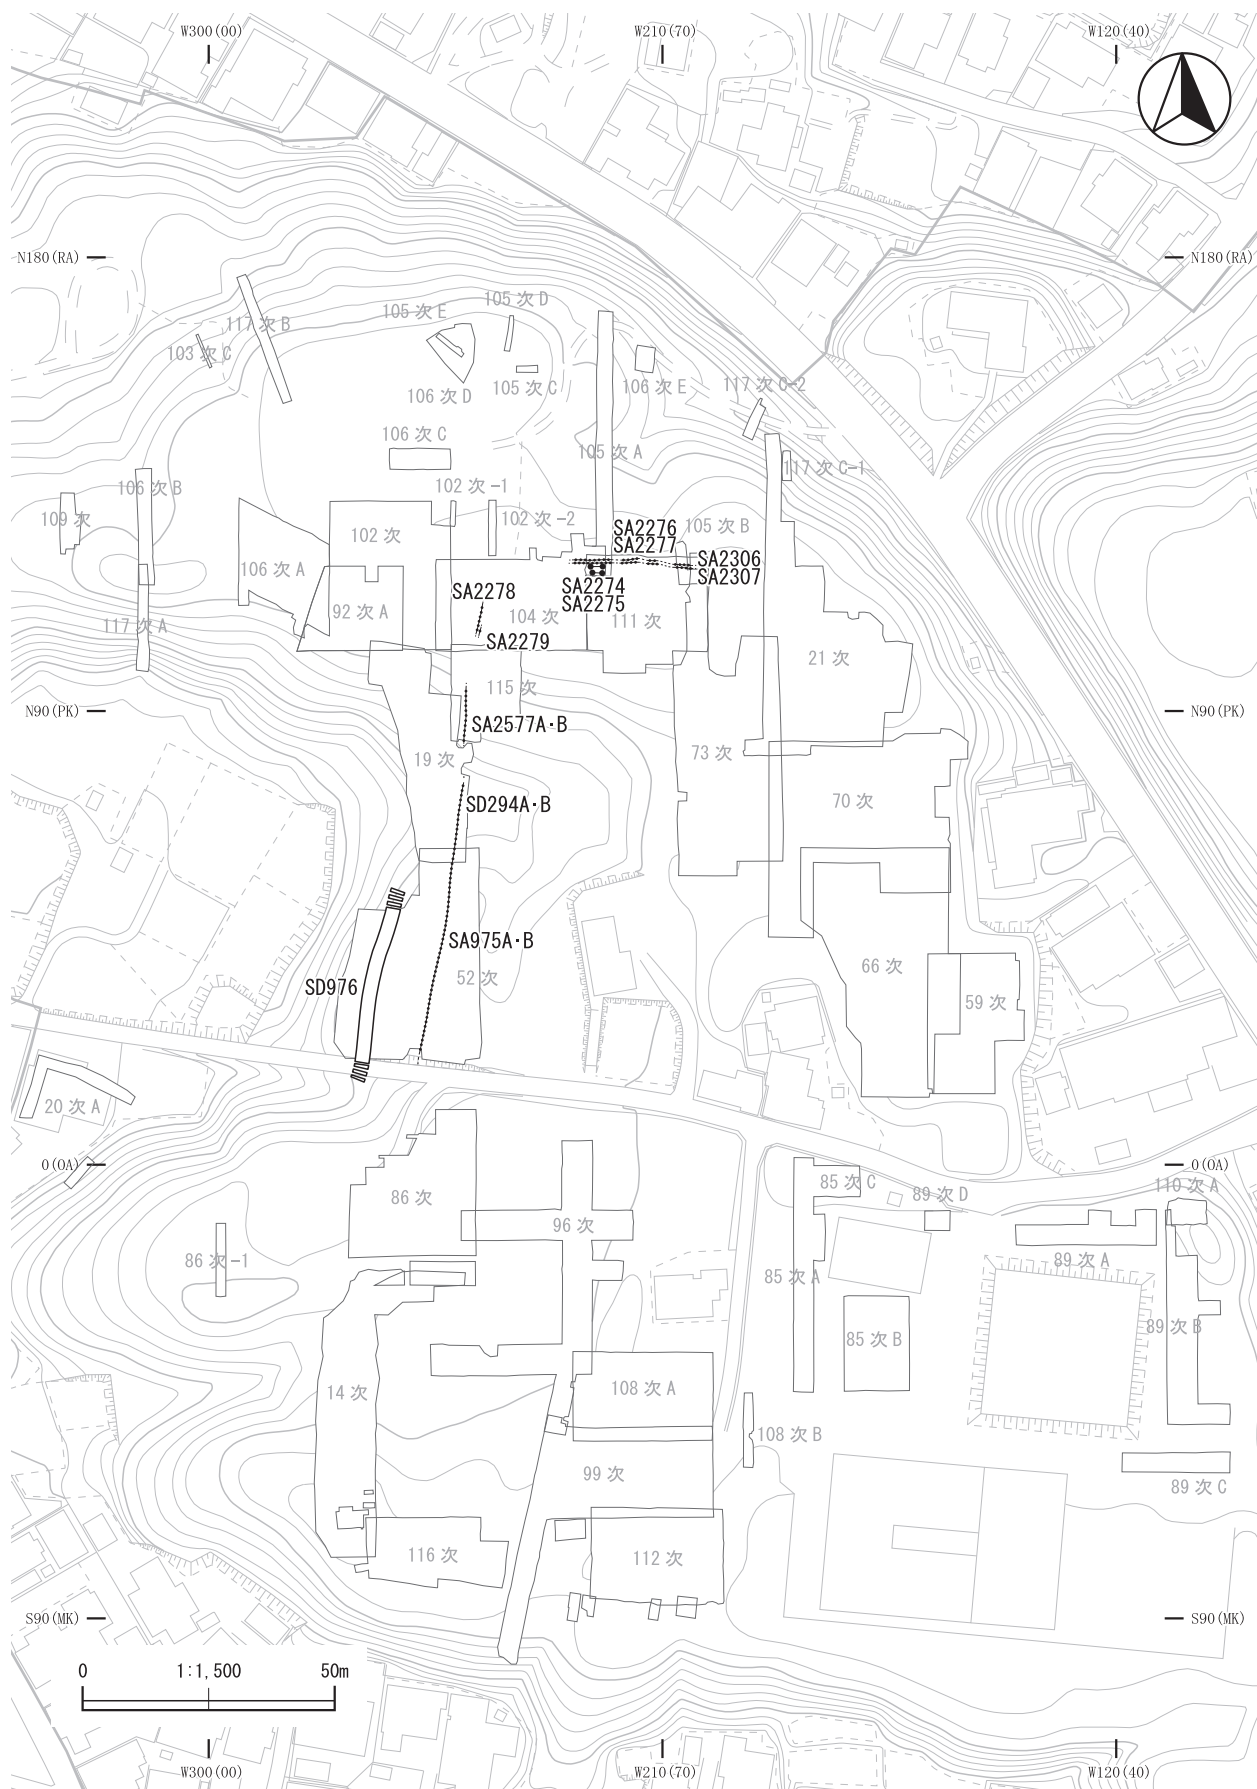 W300(00)
W210(70)
W120(40)
N180(RA)
N180(RA)
105次D
105次E
117次B
103次C
105次C
106次E
117次C-2
106次D
106次C
105次A
117次C-1
106次B
102次-1
109次
102次-2
SA2276
105次B
102次
SA2277
SA2306
106次A
SA2307
SA2274
SA2278
SA2275
92次A
104次
111次
117次A
SA2279
21次
115次
N90(PK)
N90(PK)
SA2577A･B
73次
19次
70次
SD294A･B
SA975A･B
66次
52次
SD976
59次
20次A
0(OA)
0(OA)
85次C
110次A
89次D
86次
96次
86次-1
89次A
85次A
89次B
85次B
108次A
14次
108次B
99次
89次C
116次
112次
S90(MK)
S90(MK)
0
1:1,500
50m
W300(00)
W210(70)
W120(40)